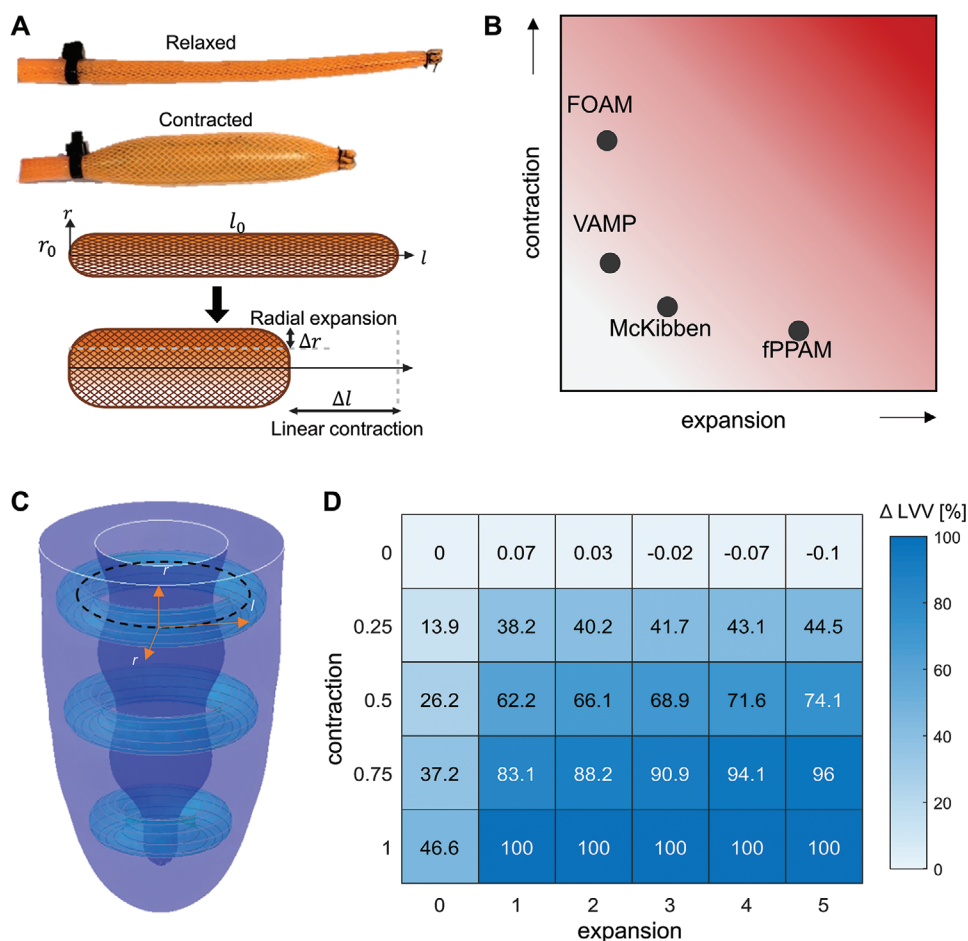 A
Relaxed
Contracted
r
l₀
r₀
l
Radial expansion
Δr
Δl
Linear contraction
B
contraction
FOAM
VAMP
McKibben
fPPAM
expansion
C
r
l
r
D
Δ LVV [%]
contraction
0 0 0.07 0.03 -0.02 -0.07 -0.1
0.25 13.9 38.2 40.2 41.7 43.1 44.5
0.5 26.2 62.2 66.1 68.9 71.6 74.1
0.75 37.2 83.1 88.2 90.9 94.1 96
1 46.6 100 100 100 100 100
0 1 2 3 4 5
expansion
100
80
60
40
20
0